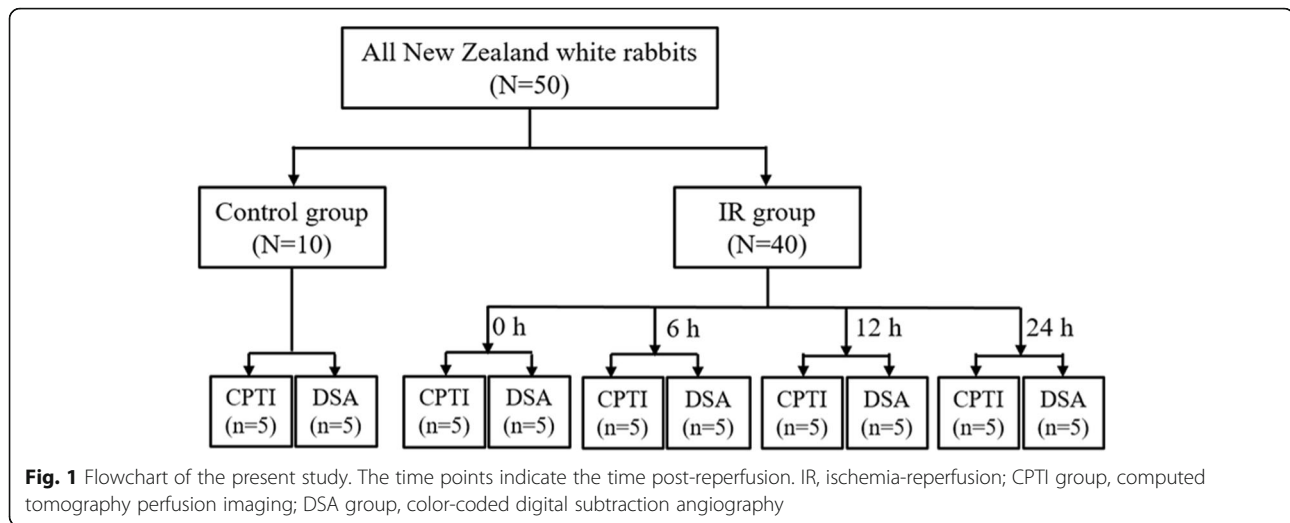 All New Zealand white rabbits
(N=50)
Control group
(N=10)
IR group
(N=40)
0 h
6 h
12 h
24 h
CPTI
(n=5)
DSA
(n=5)
CPTI
(n=5)
DSA
(n=5)
CPTI
(n=5)
DSA
(n=5)
CPTI
(n=5)
DSA
(n=5)
CPTI
(n=5)
DSA
(n=5)
Fig. 1 Flowchart of the present study. The time points indicate the time post-reperfusion. IR, ischemia-reperfusion; CPTI group, computed
tomography perfusion imaging; DSA group, color-coded digital subtraction angiography